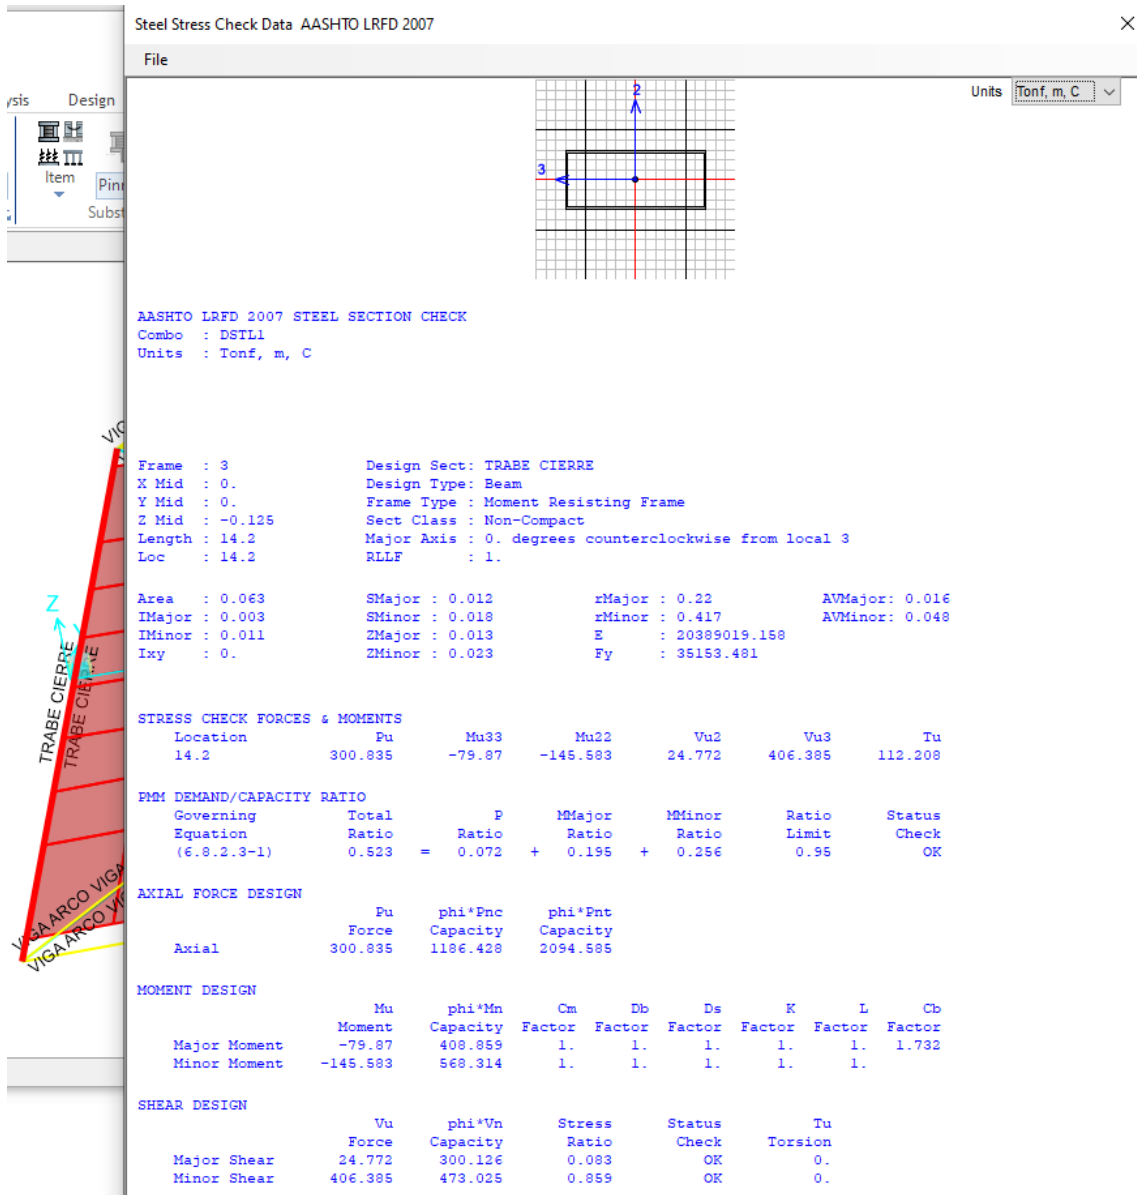 Steel Stress Check Data  AASHTO LRFD 2007
File
Units Tonf, m, C
ysis Design
Item
Pin
Subst
2
3
AASHTO LRFD 2007 STEEL SECTION CHECK
Combo : DSTL1
Units : Tonf, m, C
Frame : 3 Design Sect: TRABE CIERRE
X Mid : 0. Design Type: Beam
Y Mid : 0. Frame Type : Moment Resisting Frame
Z Mid : -0.125 Sect Class : Non-Compact
Length : 14.2 Major Axis : 0. degrees counterclockwise from local 3
Loc : 14.2 RLLF : 1.
Area : 0.063 SMajor : 0.012 rMajor : 0.22 AVMajor: 0.016
IMajor : 0.003 SMinor : 0.018 rMinor : 0.417 AVMinor: 0.048
IMinor : 0.011 ZMajor : 0.013 E : 20389019.158
Ixy : 0. ZMinor : 0.023 Fy : 35153.481
STRESS CHECK FORCES & MOMENTS
Location Pu Mu33 Mu22 Vu2 Vu3 Tu
14.2 300.835 -79.87 -145.583 24.772 406.385 112.208
PMM DEMAND/CAPACITY RATIO
Governing Total P MMajor MMinor Ratio Status
Equation Ratio Ratio Ratio Ratio Limit Check
(6.8.2.3-1) 0.523 = 0.072 + 0.195 + 0.256 0.95 OK
AXIAL FORCE DESIGN
Pu phi*Pnc phi*Pnt
Force Capacity Capacity
Axial 300.835 1186.428 2094.585
MOMENT DESIGN
Mu phi*Mn Cm Db Ds K L Cb
Moment Capacity Factor Factor Factor Factor Factor Factor
Major Moment -79.87 408.859 1. 1. 1. 1. 1. 1.732
Minor Moment -145.583 568.314 1. 1. 1. 1. 1.
SHEAR DESIGN
Vu phi*Vn Stress Status Tu
Force Capacity Ratio Check Torsion
Major Shear 24.772 300.126 0.083 OK 0.
Minor Shear 406.385 473.025 0.859 OK 0.
VIG
Z
TRABE CIERRE
TRABE CIERRE
VIGA ARCO VIGA
VIGA ARCO VI